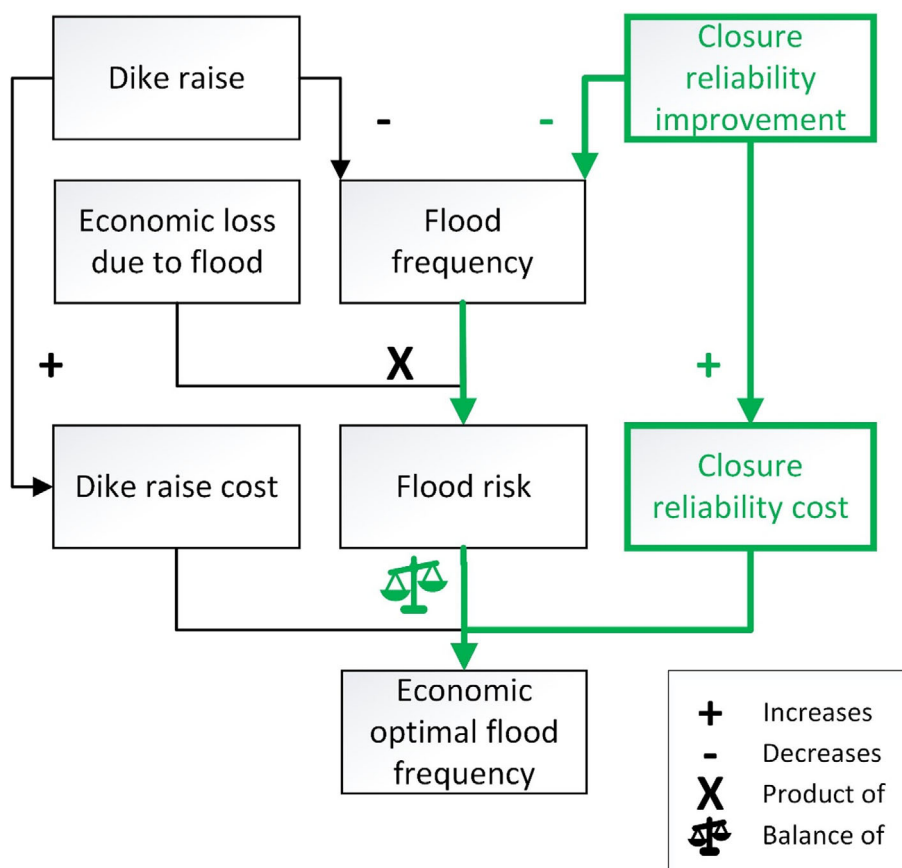 Dike raise
-
-
Closure
reliability
improvement
Economic loss
due to flood
Flood
frequency
+
X
+
Dike raise cost
Flood risk
Closure
reliability cost
Economic
optimal flood
frequency
+ Increases
- Decreases
X Product of
Balance of